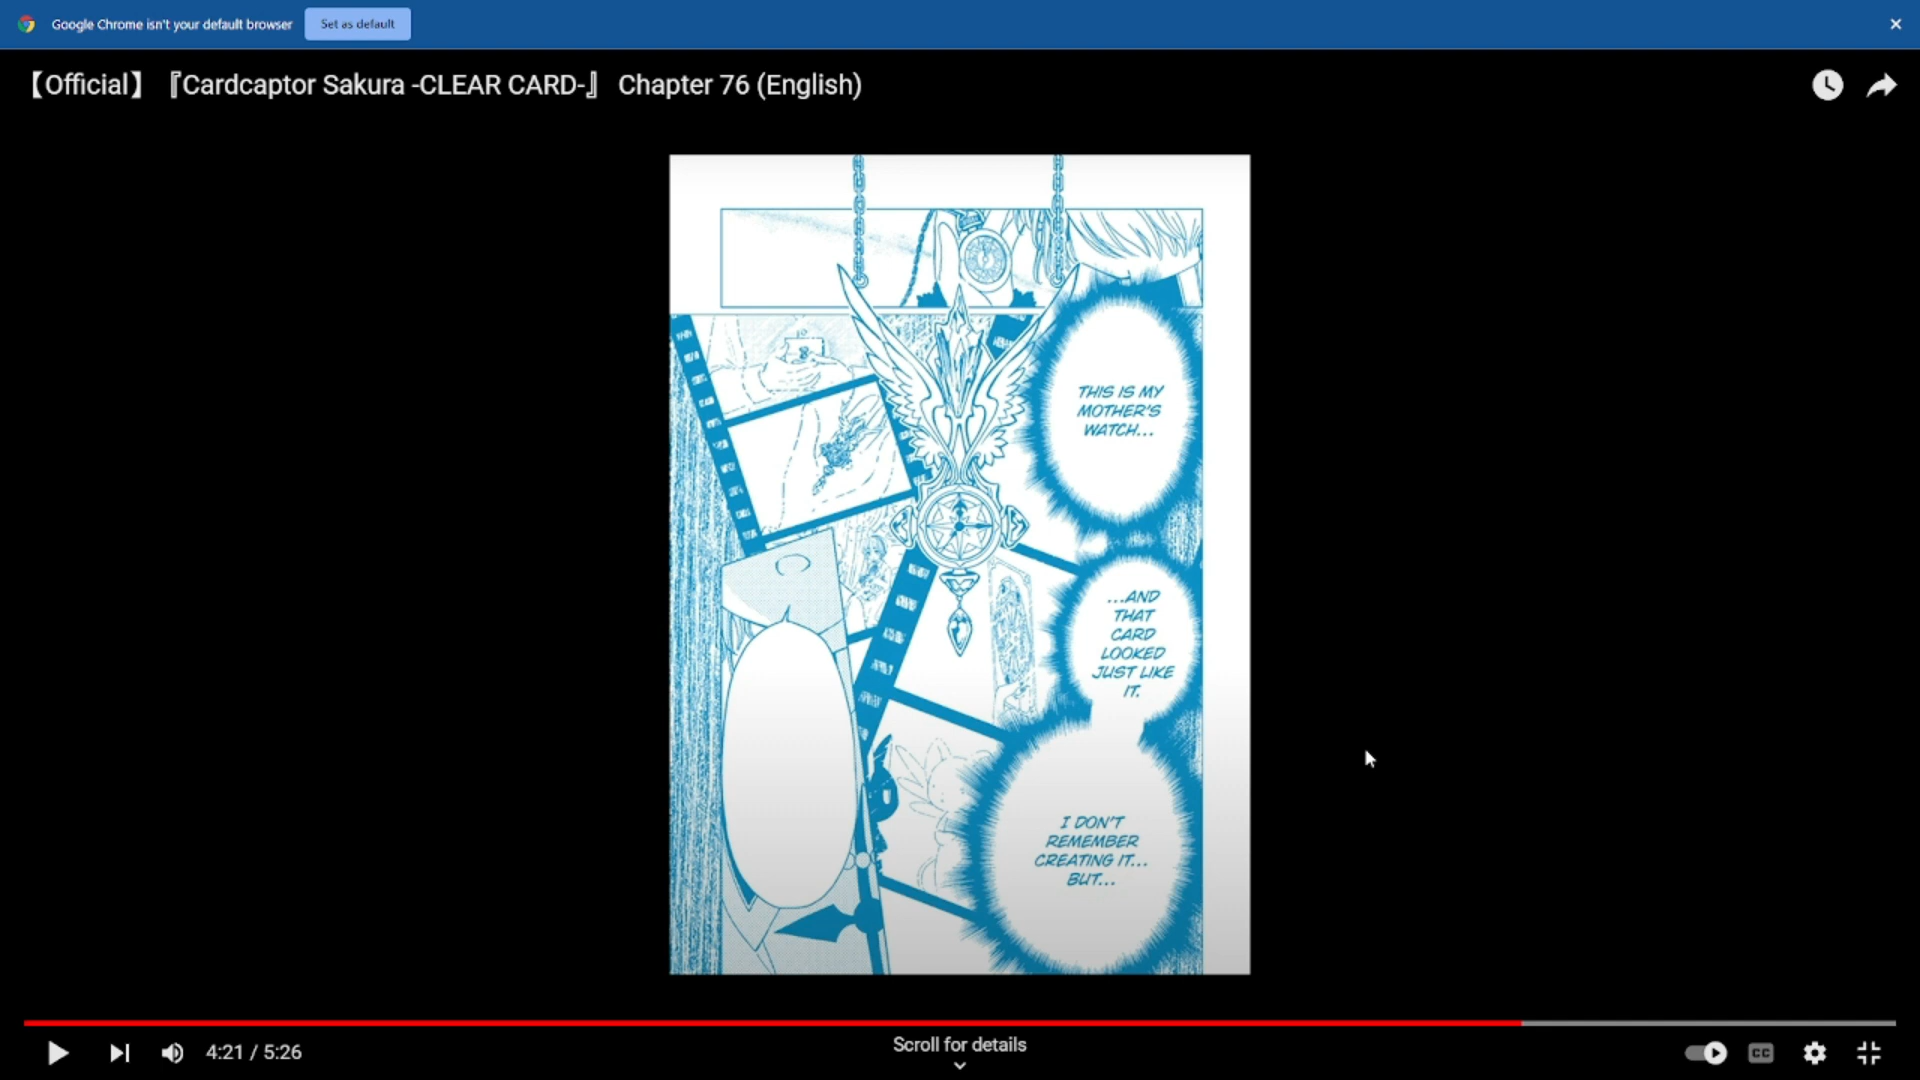 Google Chrome isn't your default browser
Set as default
【Official】『Cardcaptor Sakura -CLEAR CARD-』 Chapter 76 (English)
THIS IS MY
MOTHER'S
WATCH...
...AND
THAT
CARD
LOOKED
JUST LIKE
IT.
I DON'T
REMEMBER
CREATING IT...
BUT...
4:21 / 5:26
Scroll for details
CC